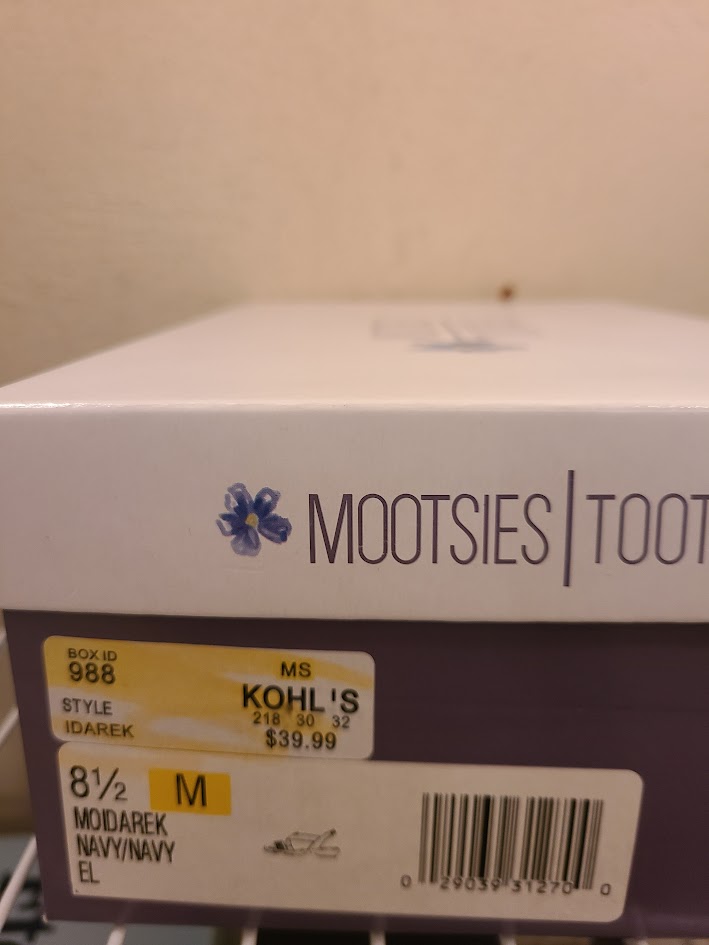 MOOTSIES|TOOT
BOX ID
988
MS
KOHL'S
STYLE
218 30 32
IDAREK
$39.99
8½ M
MOIDAREK
NAVY/NAVY
EL
0 29039 31270 0